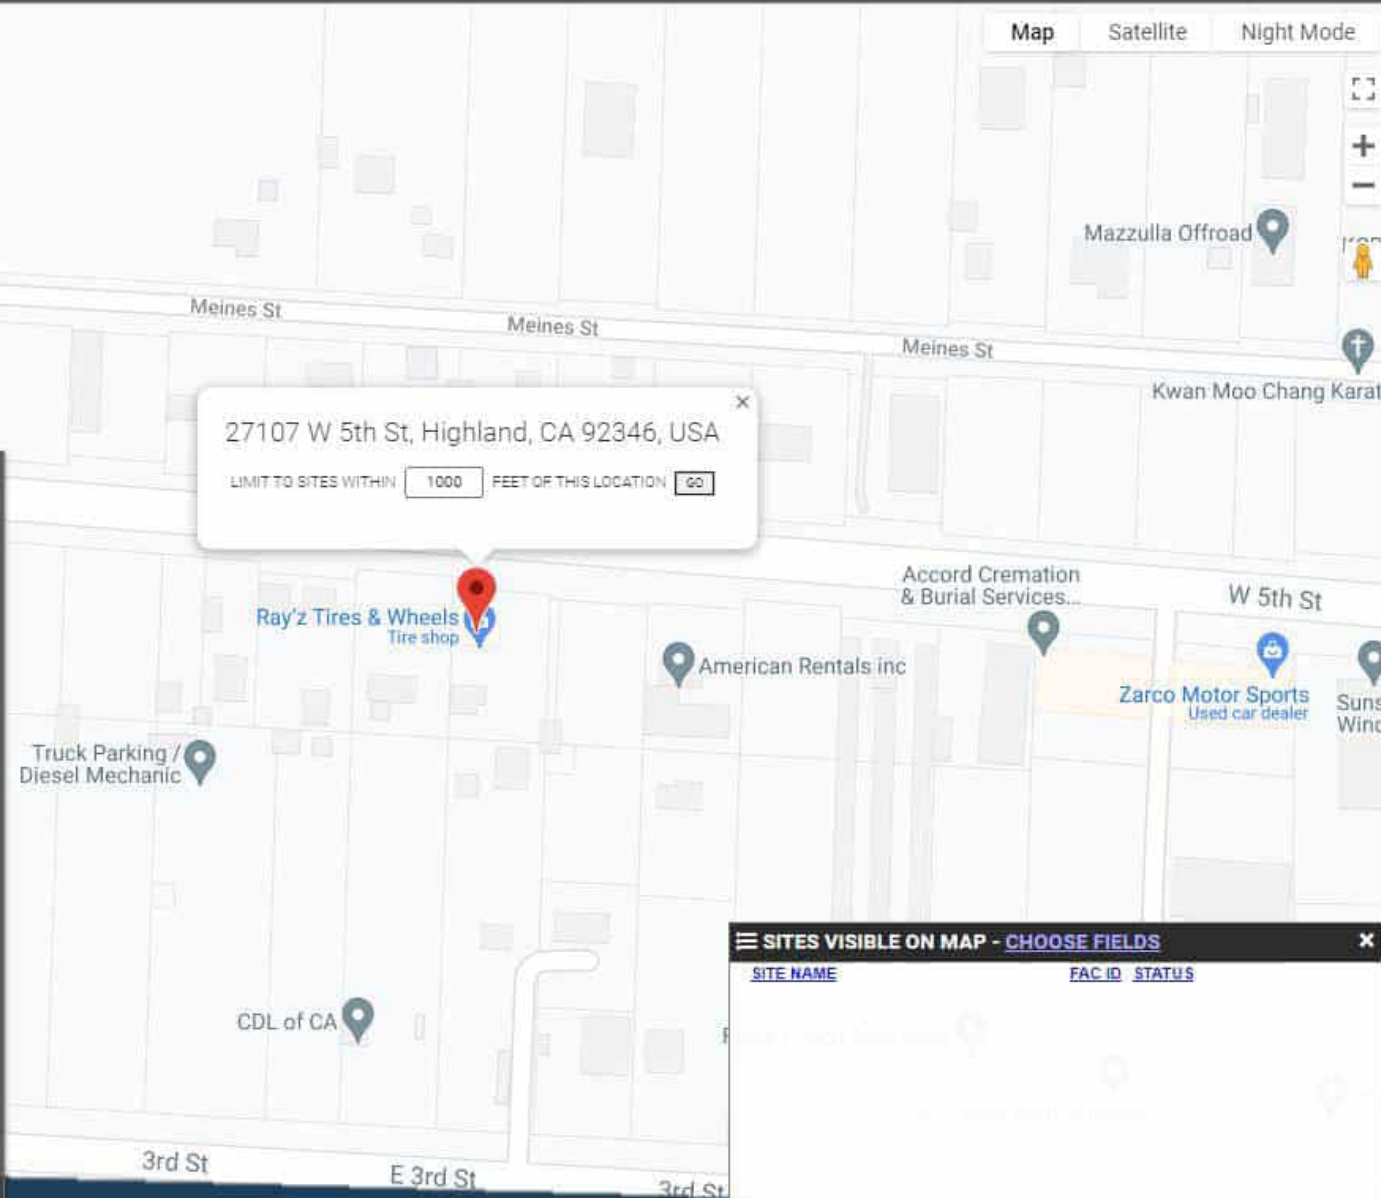 Map Satellite Night Mode
Mazzulla Offroad
Meines St
Meines St
Meines St
Kwan Moo Chang Karat
27107 W 5th St, Highland, CA 92346, USA
×
LIMIT TO SITES WITHIN 1000 FEET OF THIS LOCATION GO
Accord Cremation
& Burial Services...
W 5th St
Ray'z Tires & Wheels
Tire shop
American Rentals inc
Zarco Motor Sports
Used car dealer
Suns
Winc
Truck Parking /
Diesel Mechanic
SITES VISIBLE ON MAP - CHOOSE FIELDS ×
SITE NAME FAC ID STATUS
CDL of CA
3rd St
E 3rd St
3rd St